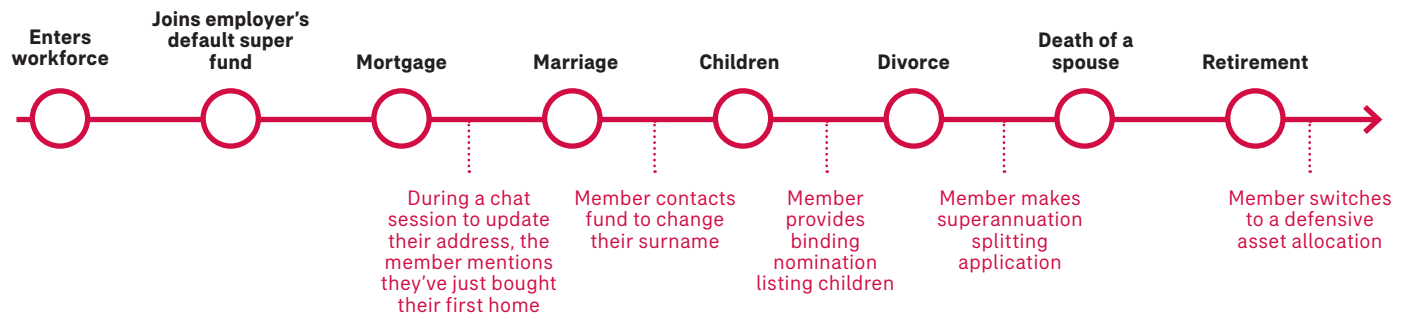 Enters
workforce
Joins employer's
default super
fund
Mortgage
Marriage
Children
Divorce
Death of a
spouse
Retirement
During a chat
session to update
their address, the
member mentions
they've just bought
their first home
Member contacts
fund to change
their surname
Member
provides
binding
nomination
listing children
Member makes
superannuation
splitting
application
Member switches
to a defensive
asset allocation